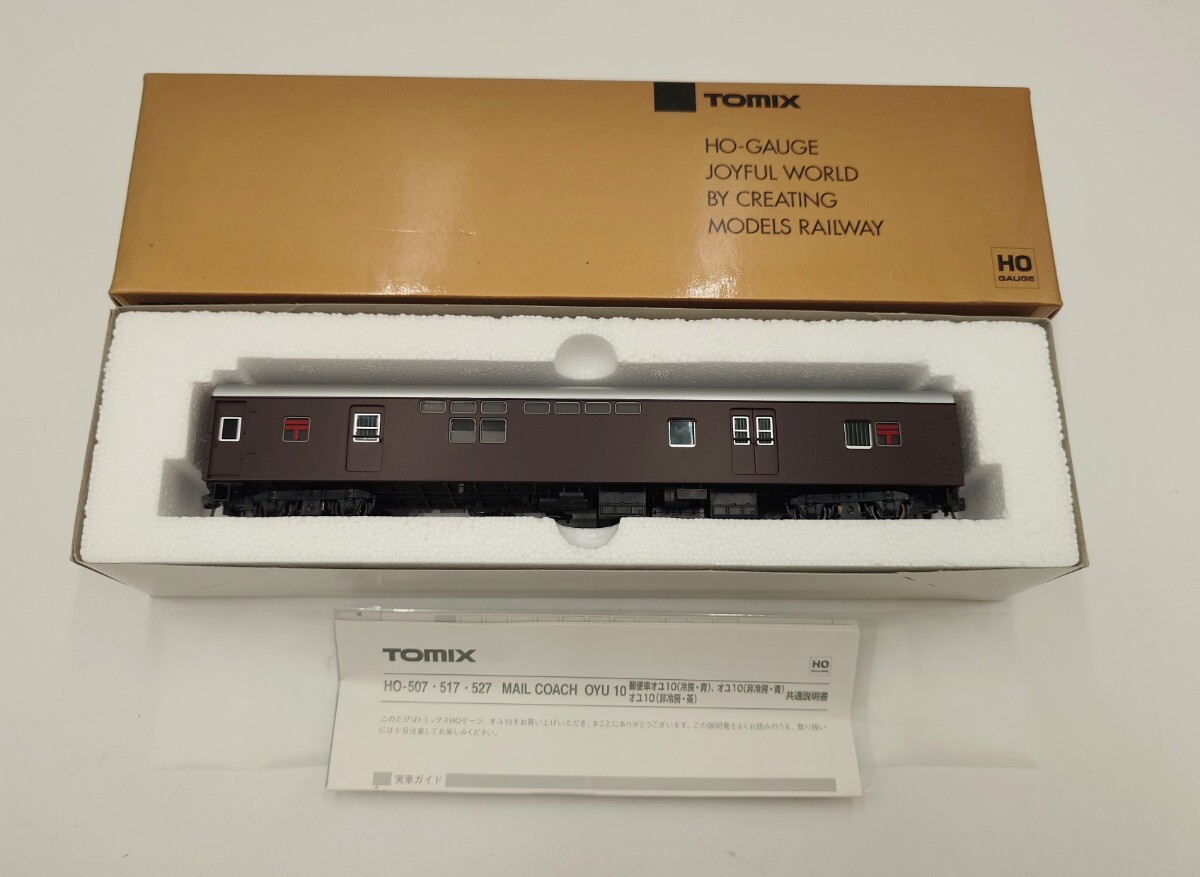 TOMIX
HO-GAUGE
JOYFUL WORLD
BY CREATING
MODELS RAILWAY
HO
GAUGE
〒
〒
TOMIX
HO
HO-507・517・527 MAIL COACH OYU 10 郵便車オユ10(冷房・青)、オユ10(非冷房・青)
オユ10(非冷房・茶)
共通説明書
このたびはトミックスHOゲージ、オユ10をお買い上げいただき、まことにありがとうございます。この説明書をよくお読みのうえ、取り扱い
には十分注意してお楽しみください。
実車ガイド